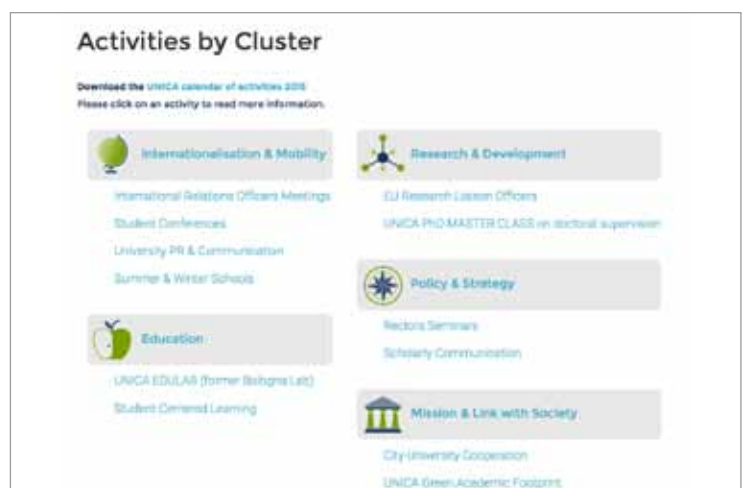 Activities by Cluster
Download the UNICA calendar of activities 2015
Please click on an activity to read more information.
Internationalisation & Mobility
International Relations Officers Meetings
Student Conferences
University PR & Communication
Summer & Winter Schools
Education
UNICA EDULAB (former Bologna Lab)
Student Centered Learning
Research & Development
EU Research Liaison Officers
UNICA PhD MASTER CLASS on doctoral supervision
Policy & Strategy
Rectors Seminars
Scholarly Communication
Mission & Link with Society
City-University Cooperation
UNICA Green Academic Footprint